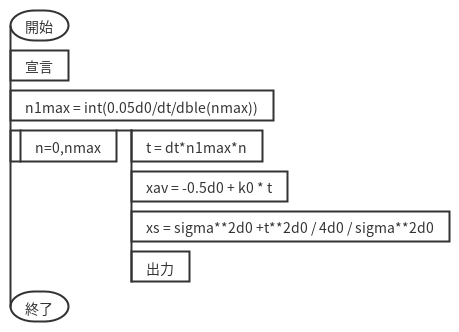 開始
宣言
n1max = int(0.05d0/dt/dble(nmax))
n=0,nmax
t = dt*n1max*n
xav = -0.5d0 + k0 * t
xs = sigma**2d0 +t**2d0 / 4d0 / sigma**2d0
出力
終了